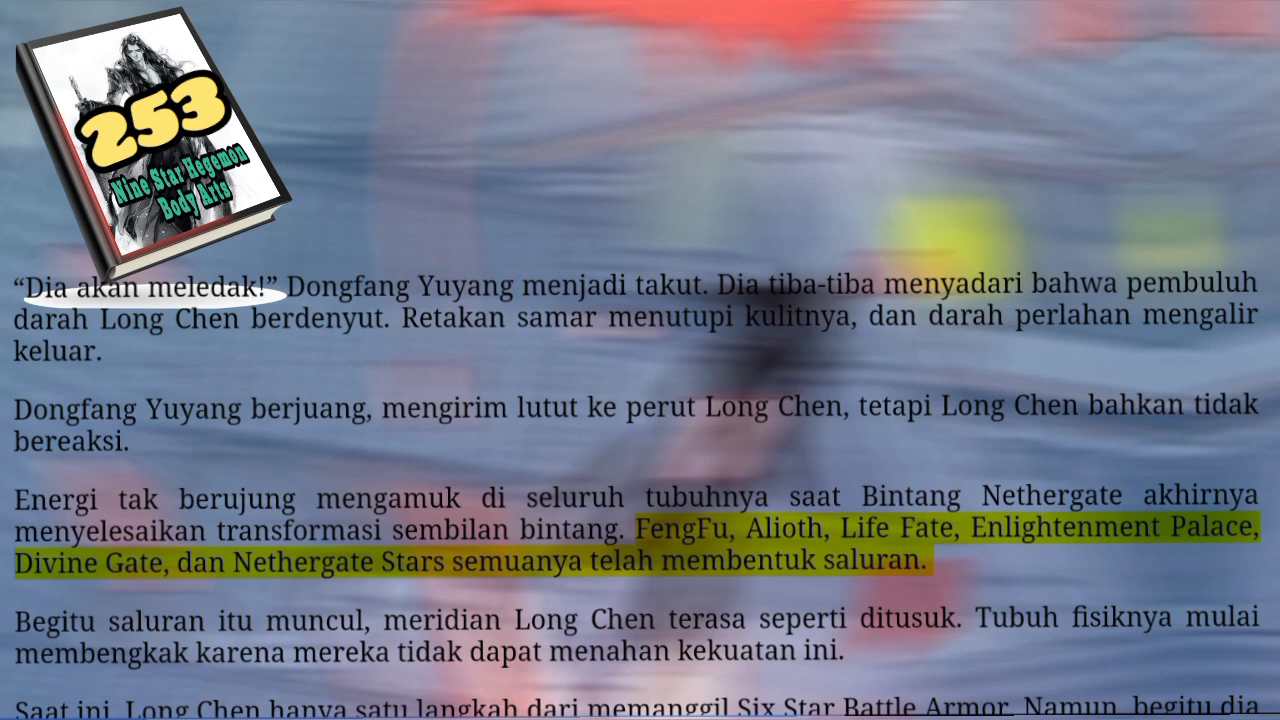 253
Nine Star Hegemon
Body Arts
“Dia akan meledak!” Dongfang Yuyang menjadi takut. Dia tiba-tiba menyadari bahwa pembuluh
darah Long Chen berdenyut. Retakan samar menutupi kulitnya, dan darah perlahan mengalir
keluar.
Dongfang Yuyang berjuang, mengirim lutut ke perut Long Chen, tetapi Long Chen bahkan tidak
bereaksi.
Energi tak berujung mengamuk di seluruh tubuhnya saat Bintang Nethergate akhirnya
menyelesaikan transformasi sembilan bintang. FengFu, Alioth, Life Fate, Enlightenment Palace,
Divine Gate, dan Nethergate Stars semuanya telah membentuk saluran.
Begitu saluran itu muncul, meridian Long Chen terasa seperti ditusuk. Tubuh fisiknya mulai
membengkak karena mereka tidak dapat menahan kekuatan ini.
Saat ini, Long Chen hanya satu langkah dari memanggil Six Star Battle Armor. Namun, begitu dia